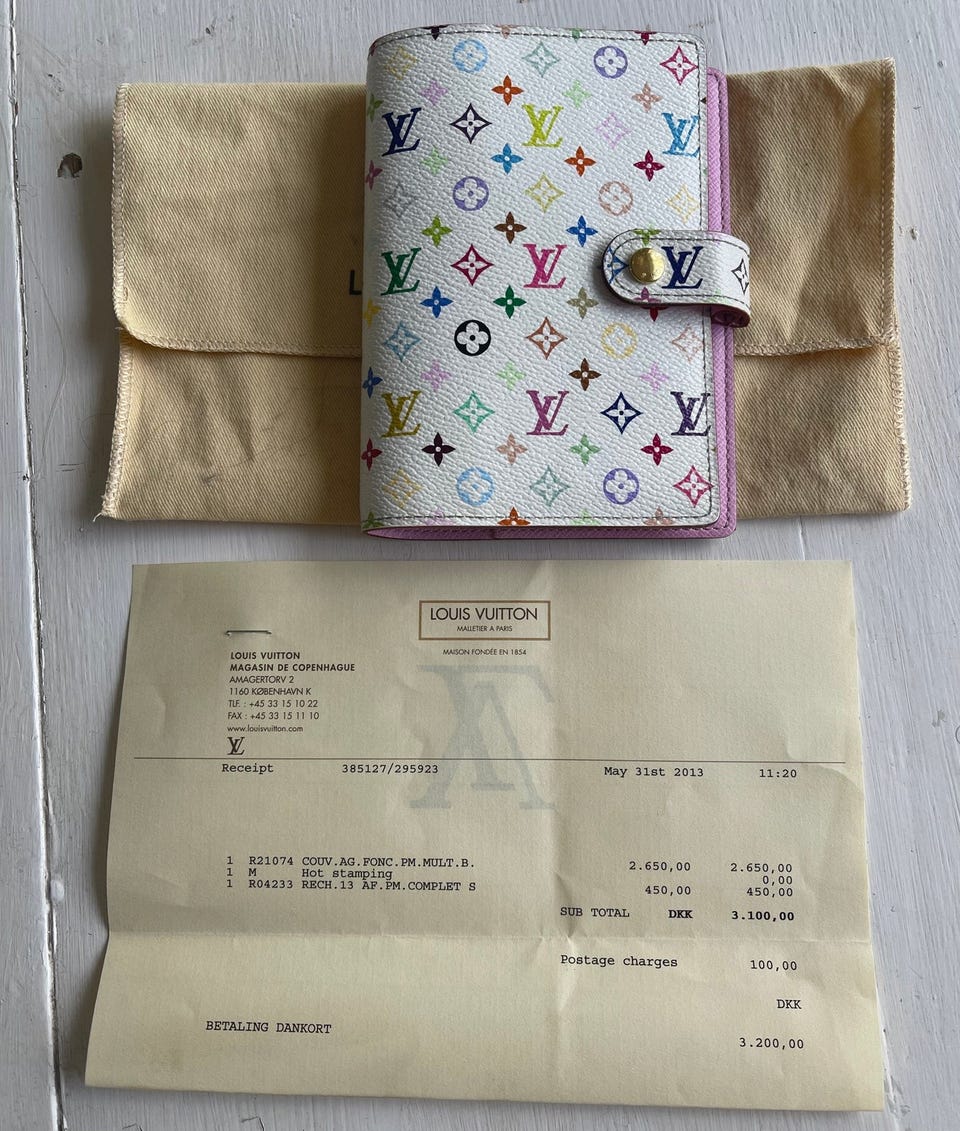 L
LOUIS VUITTON
MALLETIER A PARIS
MAISON FONDÉE EN 1854
LOUIS VUITTON
MAGASIN DE COPENHAGUE
AMAGERTORV 2
1160 KØBENHAVN K
TLF. : +45 33 15 10 22
FAX : +45 33 15 11 10
www.louisvuitton.com
LV
Receipt 385127/295923 May 31st 2013 11:20
1 R21074 COUV.AG.FONC.PM.MULT.B. 2.650,00 2.650,00
1 M Hot stamping 0,00
1 R04233 RECH.13 AF.PM.COMPLET S 450,00 450,00
SUB TOTAL DKK 3.100,00
Postage charges 100,00
DKK
BETALING DANKORT
3.200,00